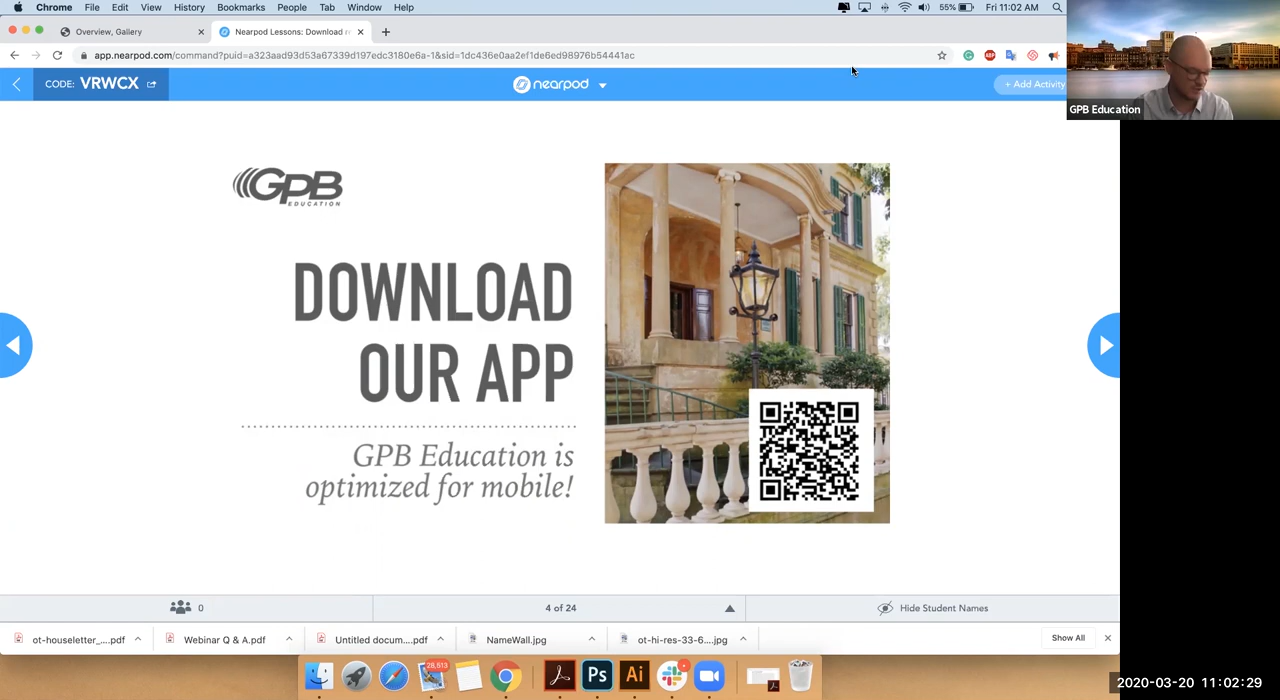 Chrome File Edit View History Bookmarks People Tab Window Help
55% Fri 11:02 AM
Overview, Gallery
Nearpod Lessons: Download r
app.nearpod.com/command?puid=a323aad93d53a67339d197edc3180e6a-1&sid=1dc436e0aa2ef1de6ed98976b54441ac
CODE: VRWCX
nearpod
+ Add Activity
GPB Education
GPB
EDUCATION
DOWNLOAD
OUR APP
GPB Education is
optimized for mobile!
0
4 of 24
Hide Student Names
ot-houseletter_....pdf
Webinar Q & A.pdf
Untitled docum....pdf
NameWall.jpg
ot-hi-res-33-6....jpg
Show All
28,513
Ps
Ai
2020-03-20 11:02:29